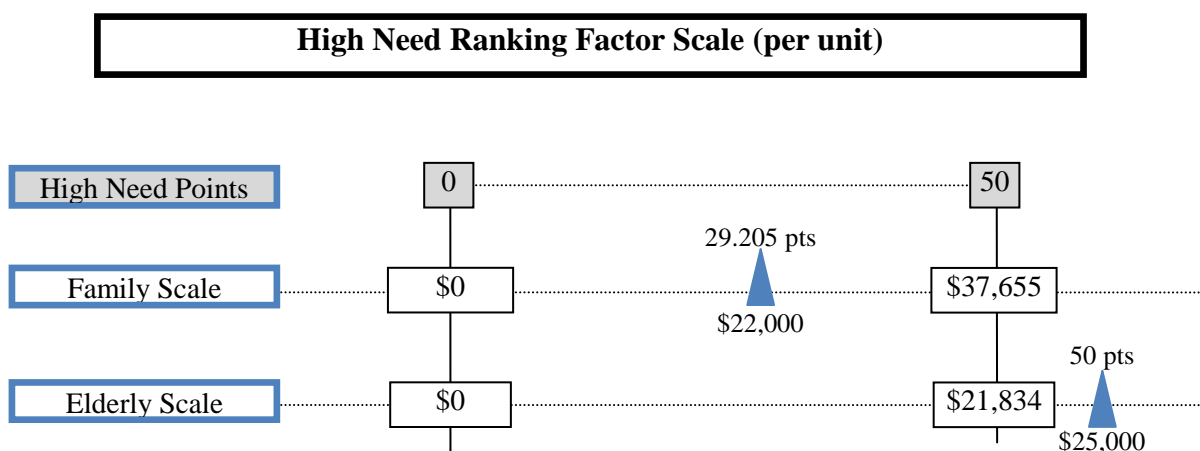 High Need Ranking Factor Scale (per unit)
High Need Points 0 50
29.205 pts
Family Scale $0 $37,655
$22,000
50 pts
Elderly Scale $0 $21,834
$25,000